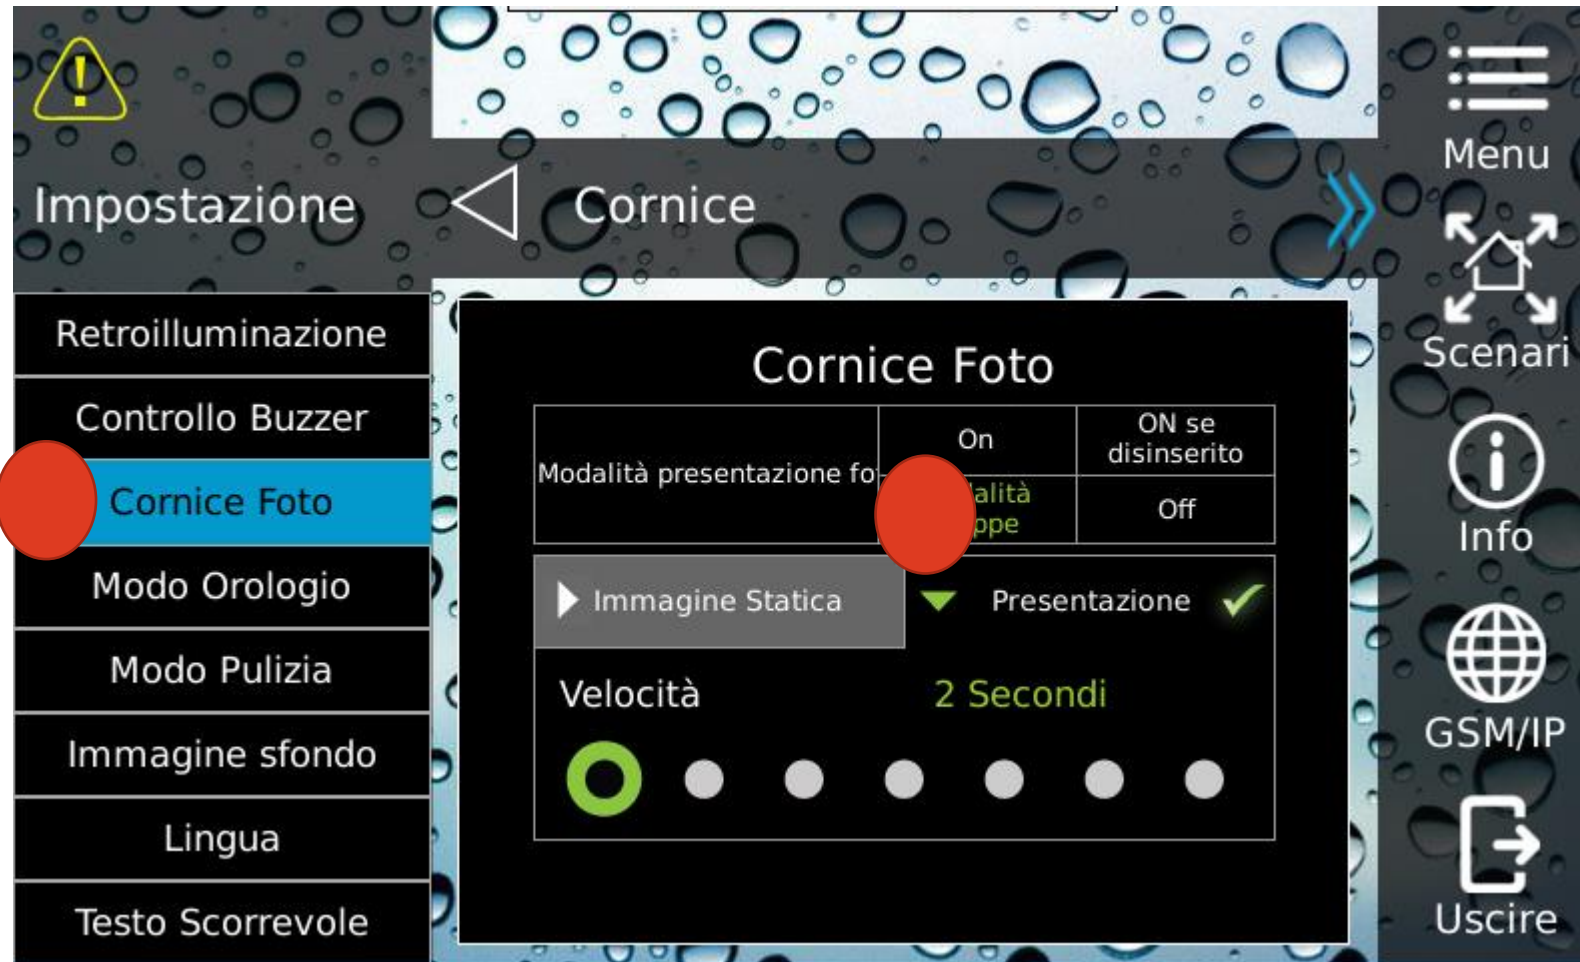 Menu
Impostazione
Cornice
Scenari
Info
GSM/IP
Uscire
Retroilluminazione
Controllo Buzzer
Cornice Foto
Modo Orologio
Modo Pulizia
Immagine sfondo
Lingua
Testo Scorrevole
Cornice Foto
Modalità presentazione fo
On
ON se
disinserito
Off
Immagine Statica
Presentazione
Velocità
2 Secondi